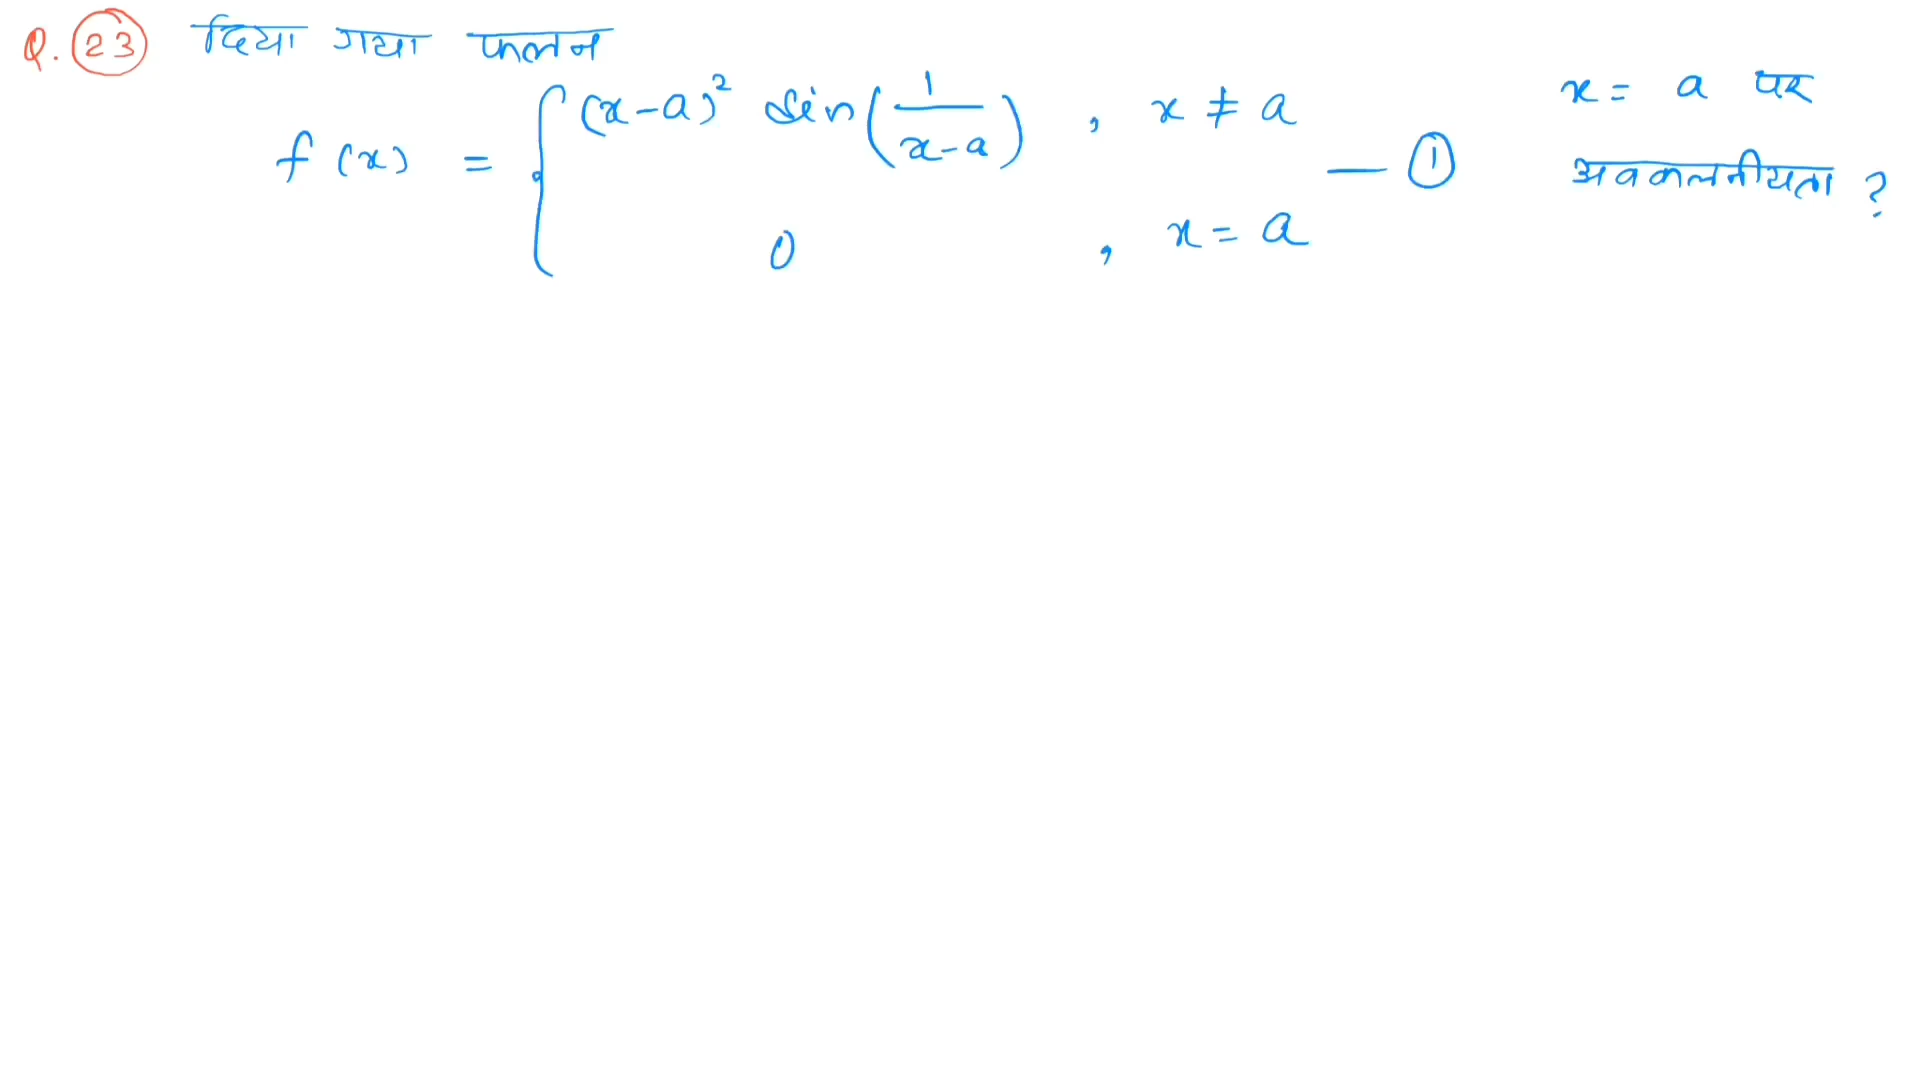 Q. 23 दिया गया फलन
f(x) = { (x-a)² sin(1/(x-a)) , x ≠ a — ① x = a पर
0 , x = a अवकलनीयता ?